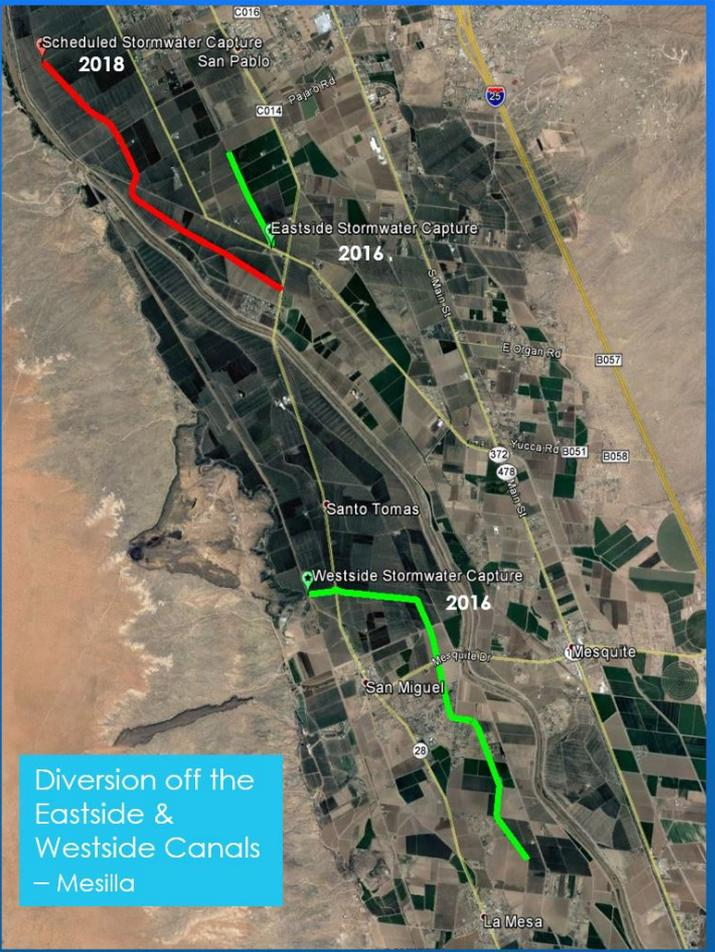 C016
Scheduled Stormwater Capture
2018
San Pablo
Pajaro Rd
25
C014
Eastside Stormwater Capture
2016
S Main St
E Organ Rd
B057
Yucca Rd
B051
372
B058
478
Main St
Santo Tomas
Westside Stormwater Capture
2016
Mesquite Dr
Mesquite
San Miguel
28
Diversion off the
Eastside &
Westside Canals
– Mesilla
La Mesa